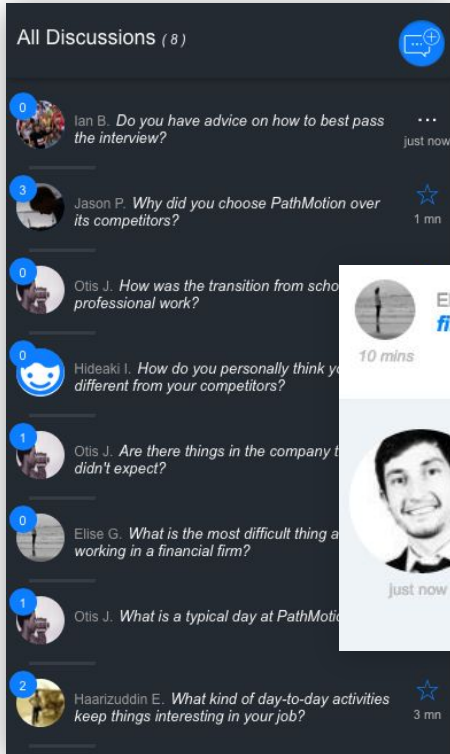 All Discussions ( 8 )
0
Ian B. Do you have advice on how to best pass
the interview?
...
just now
3
Jason P. Why did you choose PathMotion over
its competitors?
1 mn
0
Otis J. How was the transition from
professional work?
0
Hideaki I. How do you personally think
different from your competitors?
1
Otis J. Are there things in the company
didn't expect?
0
Elise G. What is the most difficult thing
working in a financial firm?
1
Otis J. What is a typical day at
2
Haarizuddin E. What kind of day-to-day activities
keep things interesting in your job?
3 mn
10 mins
just now